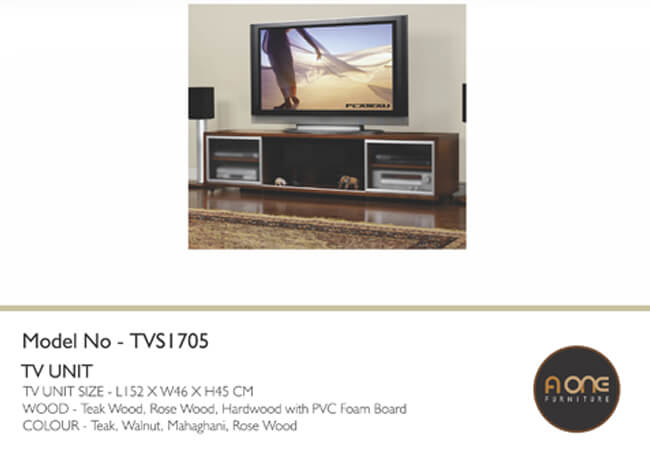 Model No - TVS1705
TV UNIT
TV UNIT SIZE - L152 X W46 X H45 CM
WOOD - Teak Wood, Rose Wood, Hardwood with PVC Foam Board
COLOUR - Teak, Walnut, Mahaghani, Rose Wood
A ONE
FURNITURE